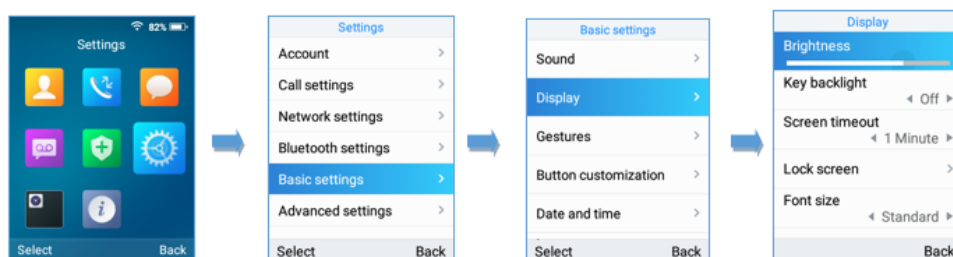 82%
Settings
Select Back
Settings
Account
Call settings
Network settings
Bluetooth settings
Basic settings
Advanced settings
Select Back
Basic settings
Sound
Display
Gestures
Button customization
Date and time
Select Back
Display
Brightness
Key backlight
Off
Screen timeout
1 Minute
Lock screen
Font size
Standard
Back